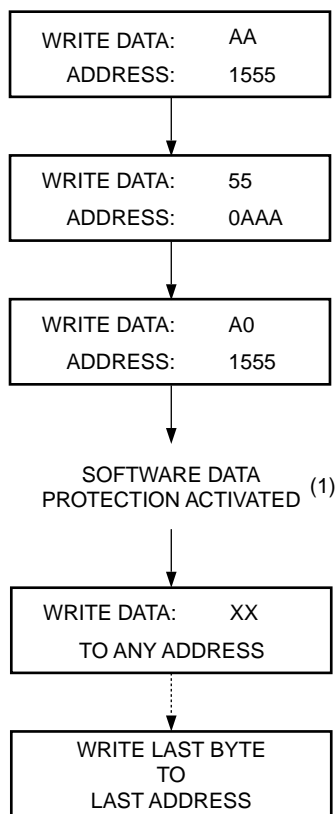 WRITE DATA: AA
ADDRESS: 1555
WRITE DATA: 55
ADDRESS: 0AAA
WRITE DATA: A0
ADDRESS: 1555
SOFTWARE DATA
PROTECTION ACTIVATED (1)
WRITE DATA: XX
TO ANY ADDRESS
WRITE LAST BYTE
TO
LAST ADDRESS